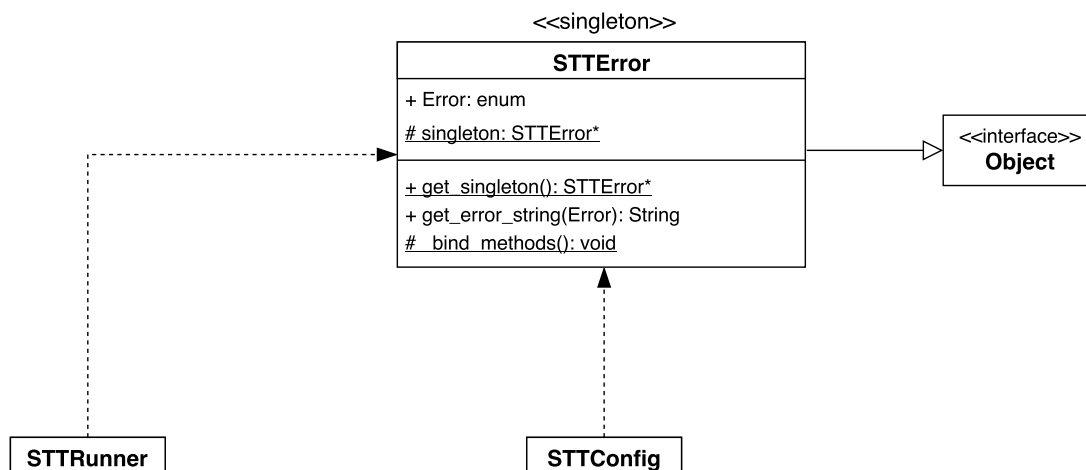 <<singleton>>
STTError
+ Error: enum
# singleton: STTError*
+ get_singleton(): STTError*
+ get_error_string(Error): String
# _bind_methods(): void
<<interface>>
Object
STTRunner
STTConfig